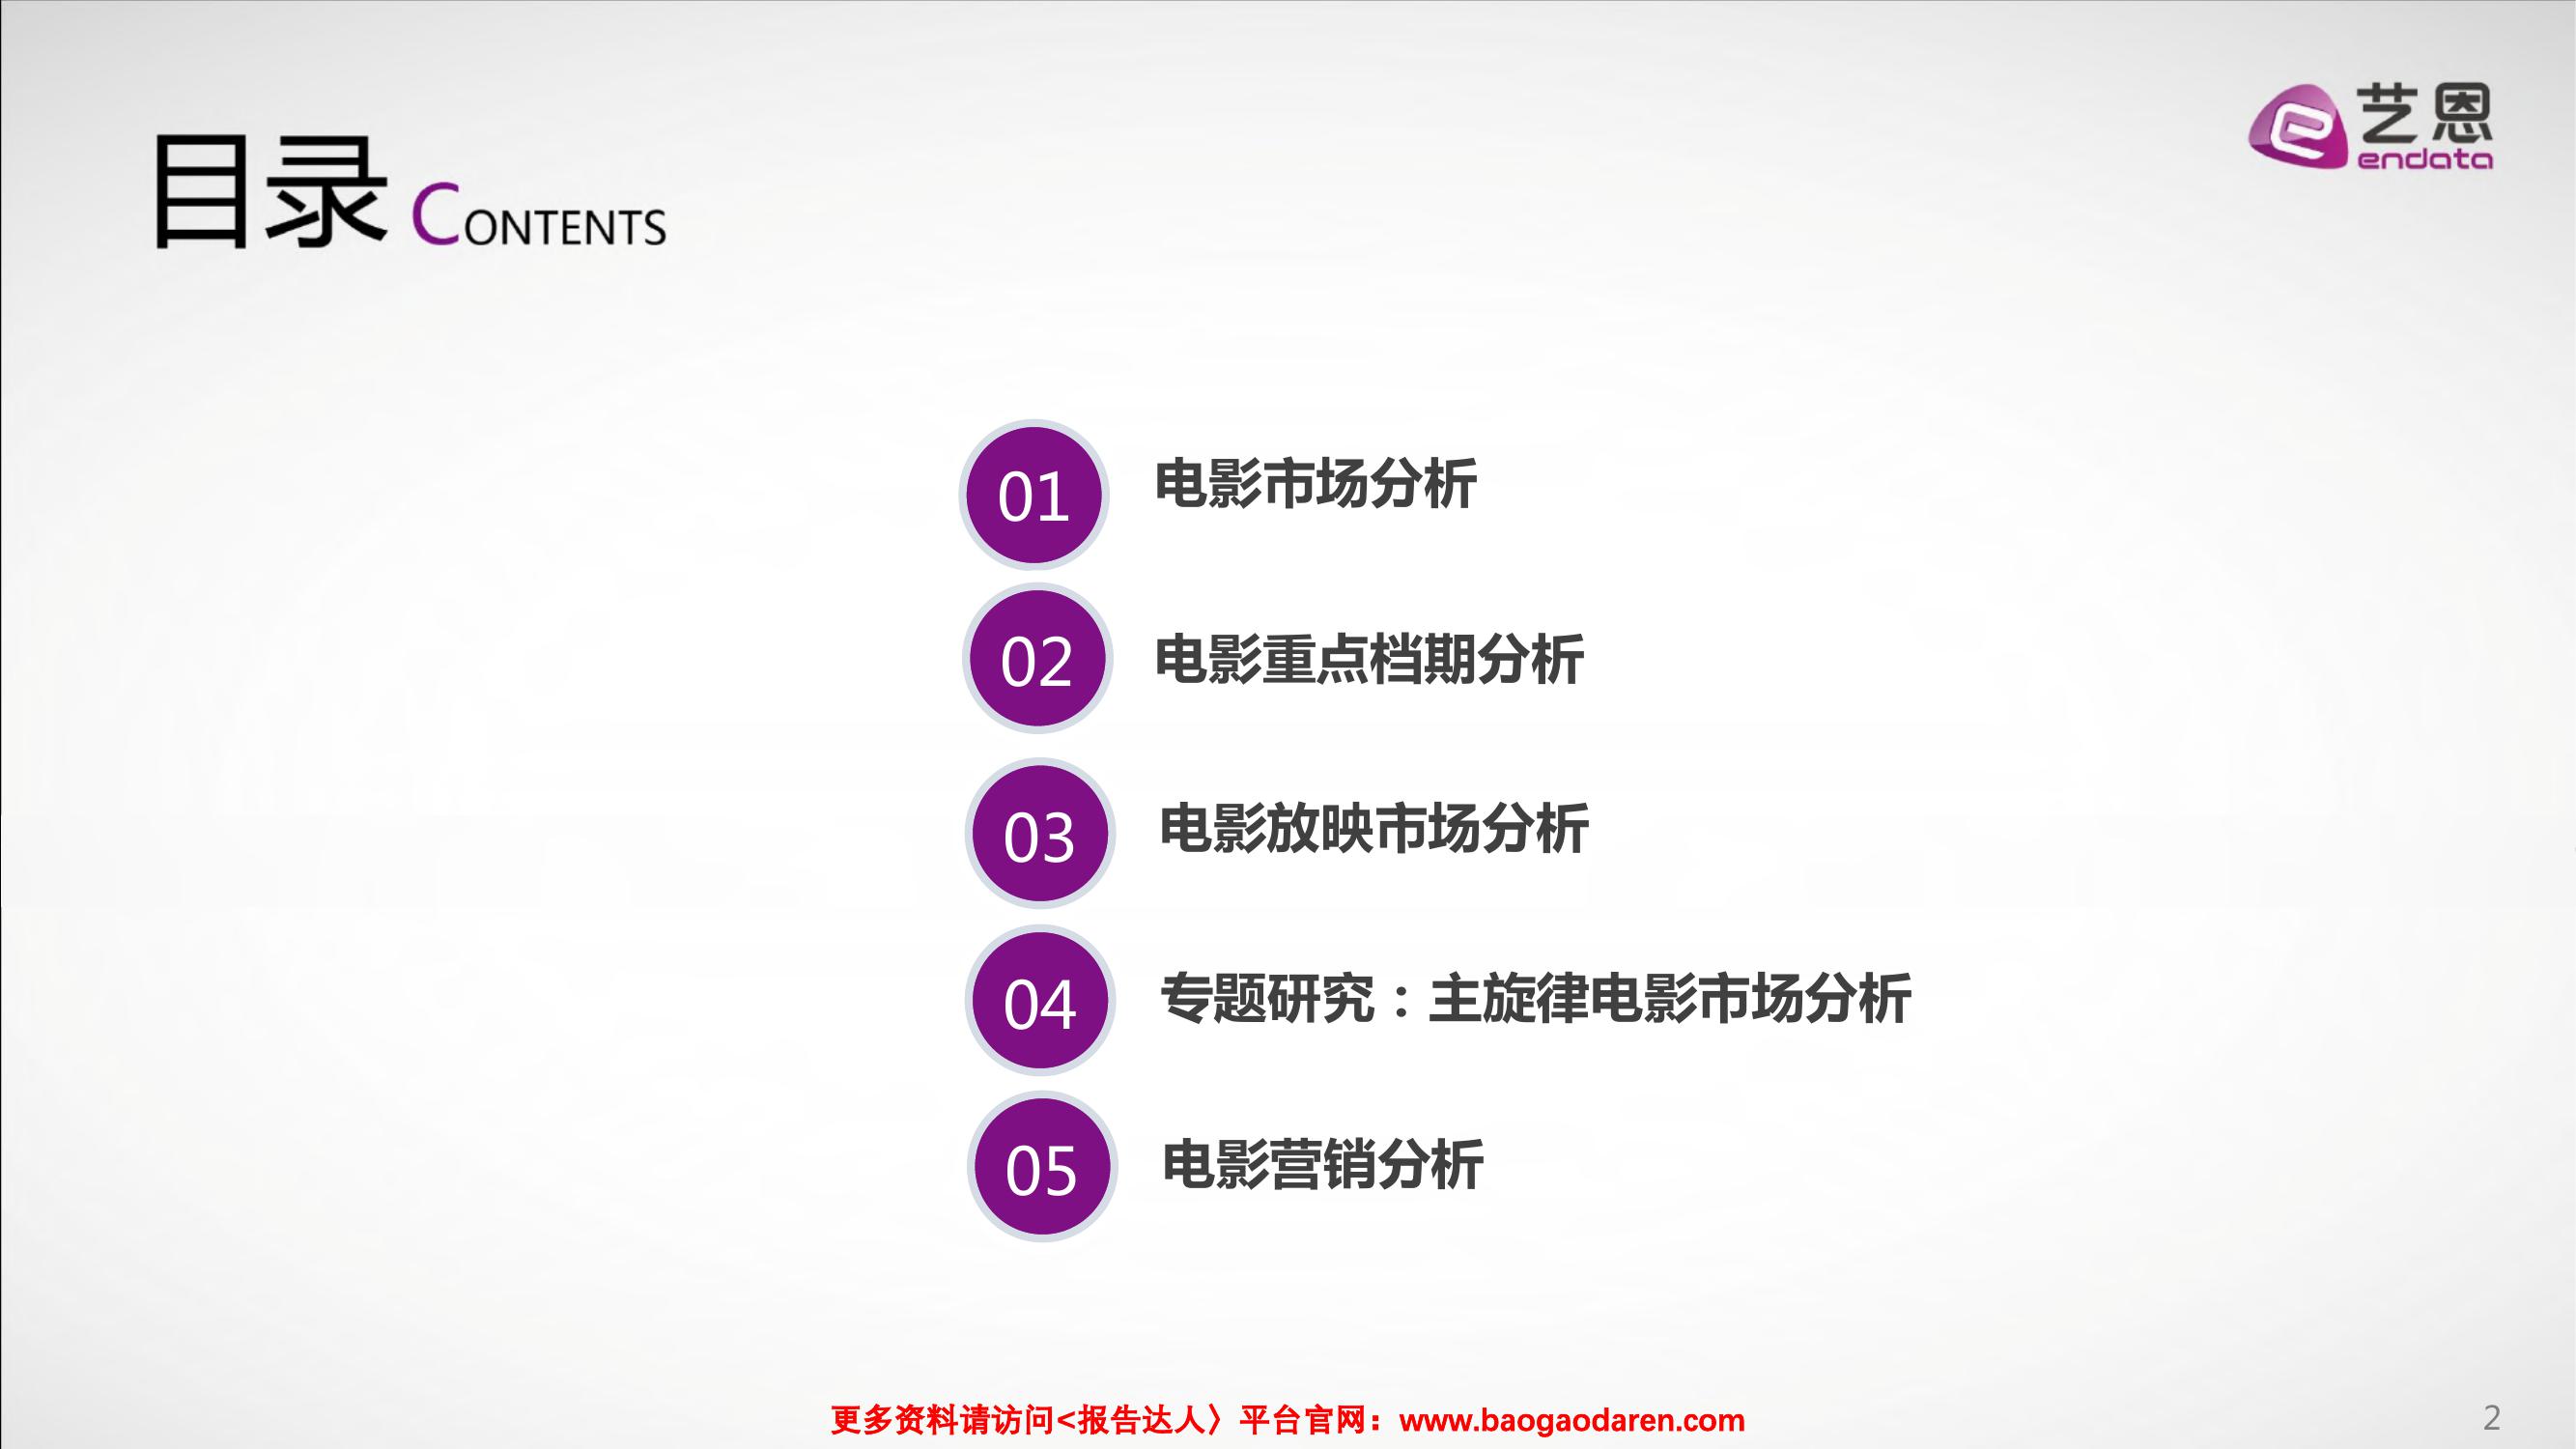 目录 CONTENTS
艺恩
endata
01 电影市场分析
02 电影重点档期分析
03 电影放映市场分析
04 专题研究：主旋律电影市场分析
05 电影营销分析
更多资料请访问<报告达人〉平台官网：www.baogaodaren.com
2